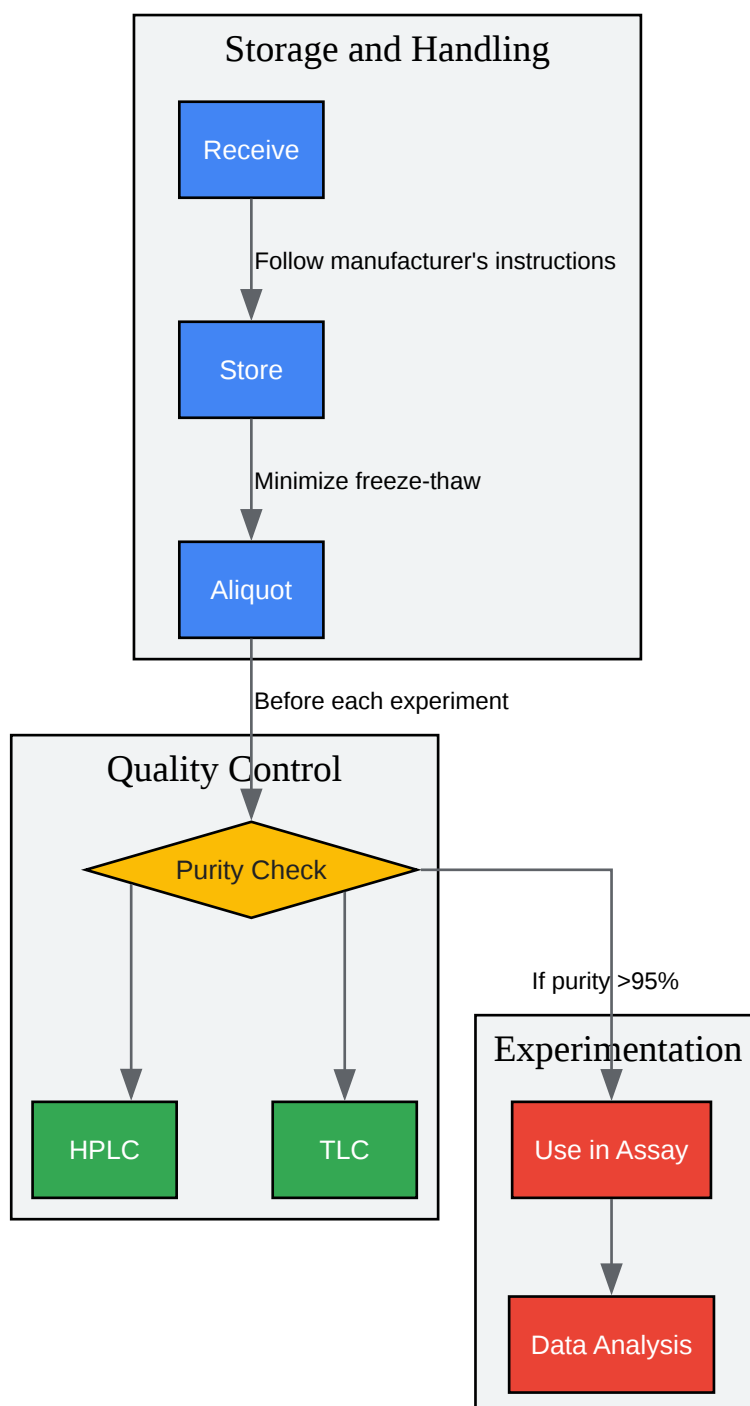 Storage and Handling
Receive
Follow manufacturer's instructions
Store
Minimize freeze-thaw
Aliquot
Before each experiment
Quality Control
Purity Check
If purity >95%
Experimentation
HPLC
TLC
Use in Assay
Data Analysis